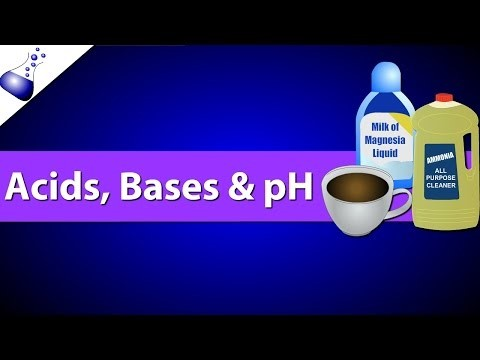 Acids, Bases & pH
Milk of
Magnesia
Liquid
AMMONIA
ALL
PURPOSE
CLEANER